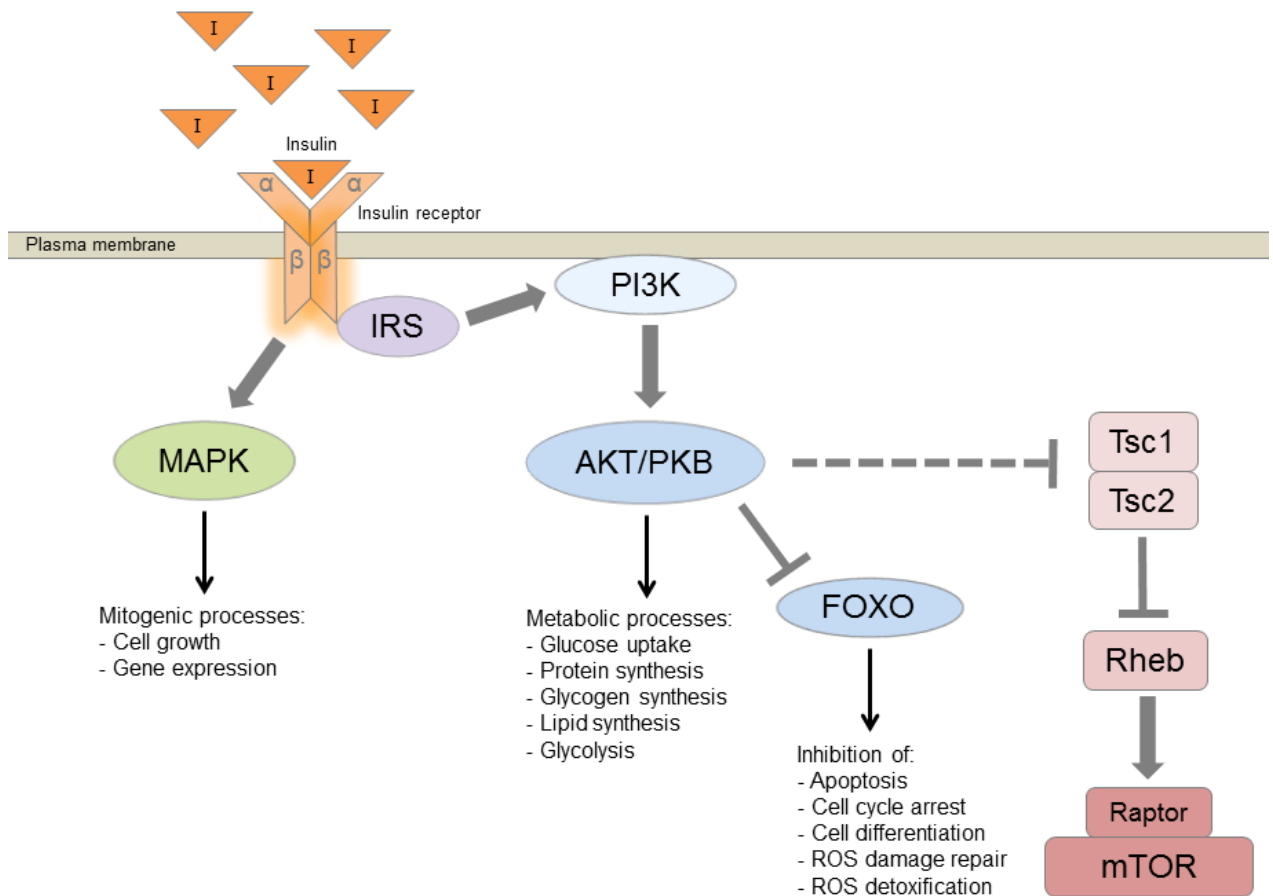 I
I
I
I
I
Insulin
I
α
α
Insulin receptor
Plasma membrane
β
β
PI3K
IRS
MAPK
AKT/PKB
Tsc1
Tsc2
FOXO
Mitogenic processes:
- Cell growth
- Gene expression
Metabolic processes:
- Glucose uptake
- Protein synthesis
- Glycogen synthesis
- Lipid synthesis
- Glycolysis
Rheb
Inhibition of:
- Apoptosis
- Cell cycle arrest
- Cell differentiation
- ROS damage repair
- ROS detoxification
Raptor
mTOR